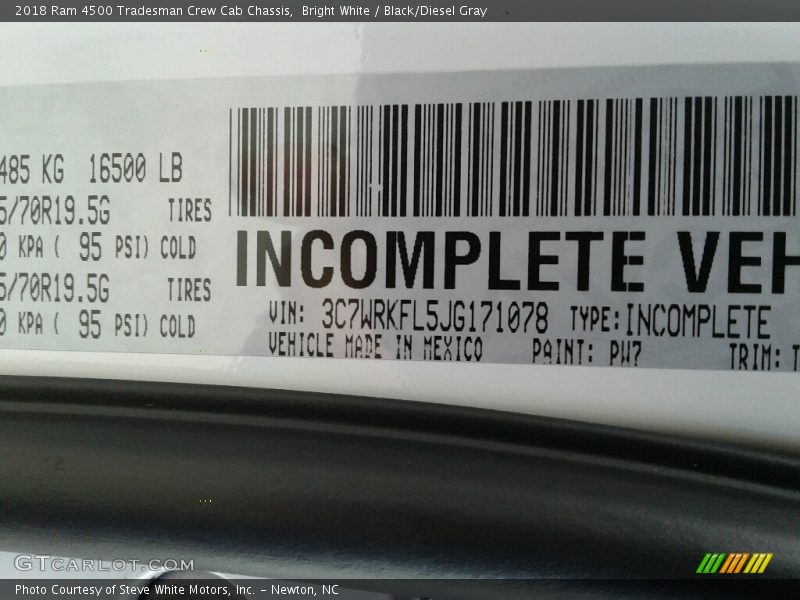 2018 Ram 4500 Tradesman Crew Cab Chassis, Bright White / Black/Diesel Gray
485 KG 16500 LB
5/70R19.5G TIRES
0 KPA ( 95 PSI) COLD
5/70R19.5G TIRES
0 KPA ( 95 PSI) COLD
INCOMPLETE VEH
VIN: 3C7WRKFL5JG171078 TYPE:INCOMPLETE
VEHICLE MADE IN MEXICO PAINT: PW7 TRIM: T
GTCARLOT.COM
Photo Courtesy of Steve White Motors, Inc. – Newton, NC